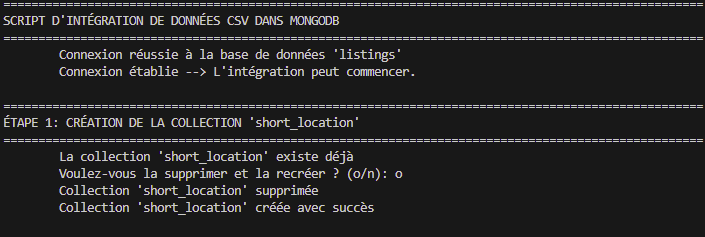 ================================================================================
SCRIPT D'INTÉGRATION DE DONNÉES CSV DANS MONGODB
================================================================================
Connexion réussie à la base de données 'listings'
Connexion établie --> L'intégration peut commencer.
================================================================================
ÉTAPE 1: CRÉATION DE LA COLLECTION 'short_location'
================================================================================
La collection 'short_location' existe déjà
Voulez-vous la supprimer et la recréer ? (o/n): o
Collection 'short_location' supprimée
Collection 'short_location' créée avec succès